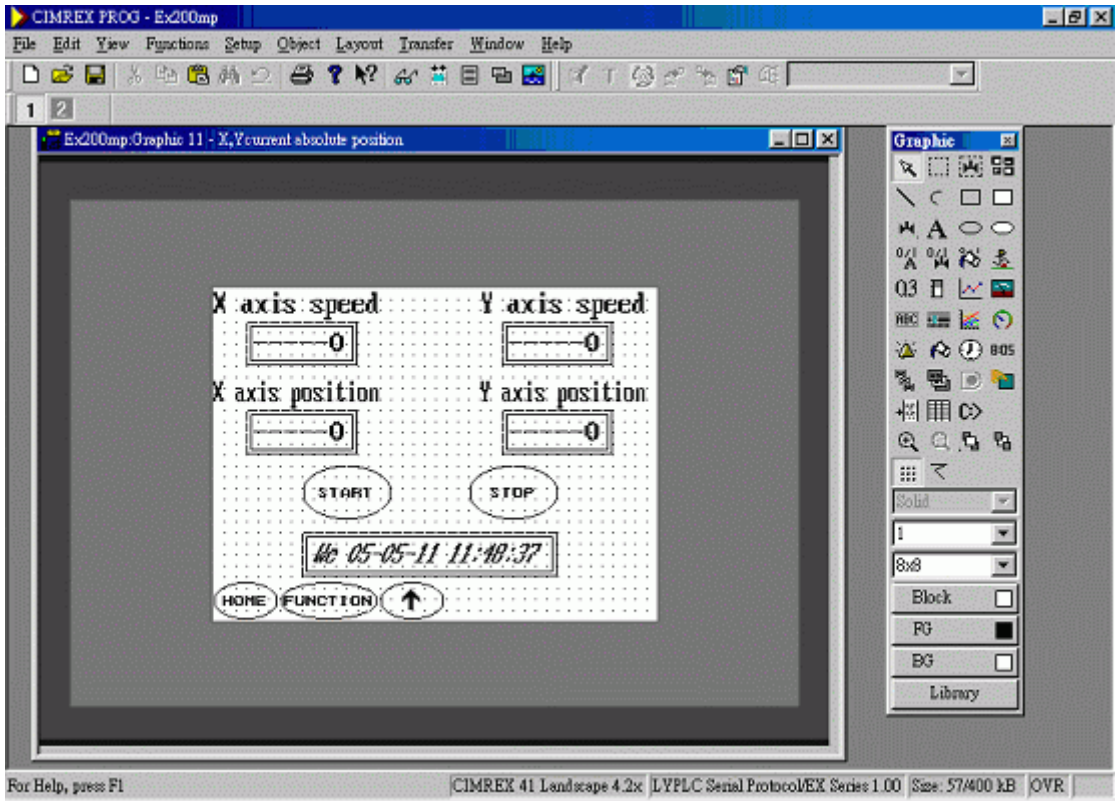 CIMREX PROG - Ex200mp
File Edit View Functions Setup Object Layout Transfer Window Help
1 2
Ex200mp:Graphic 11 - X,Y current absolute position
Graphic
X axis speed Y axis speed
------0 ------0
X axis position Y axis position
------0 ------0
START STOP
We 05-05-11 11:48:37
HOME FUNCTION
A
ABC
Solid
1
8x8
Block
FG
BG
Library
For Help, press F1 CIMREX 41 Landscape 4.2x LYPLC Serial Protocol/EX Series 1.00 Size: 57/400 kB OVR